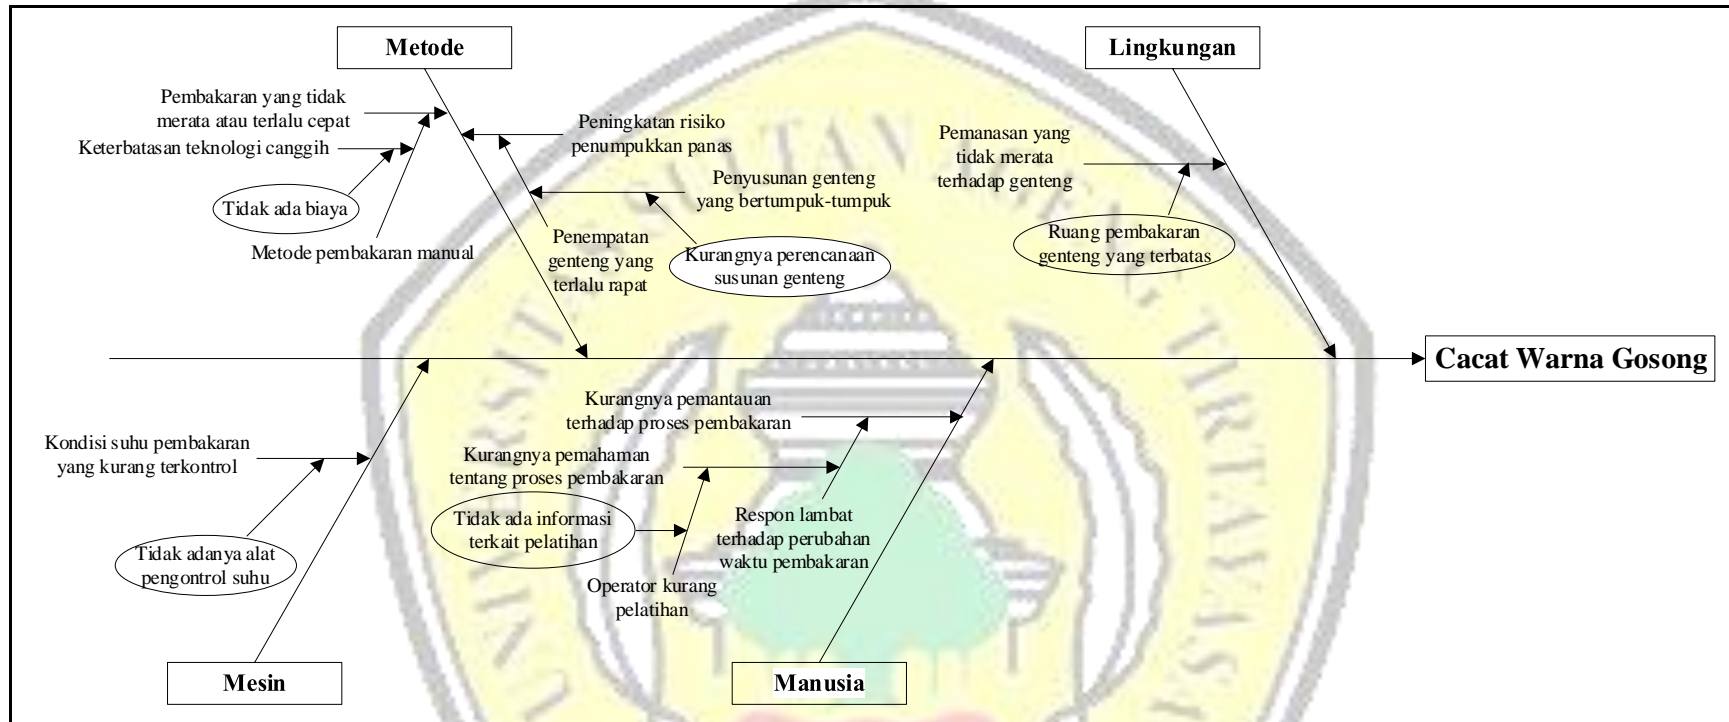 Metode
Lingkungan
Pembakaran yang tidak
merata atau terlalu cepat
Keterbatasan teknologi canggih
Tidak ada biaya
Metode pembakaran manual
Peningkatan risiko
penumpukkan panas
Penyusunan genteng
yang bertumpuk-tumpuk
Penempatan
genteng yang
terlalu rapat
Kurangnya perencanaan
susunan genteng
Pemanasan yang
tidak merata
terhadap genteng
Ruang pembakaran
genteng yang terbatas
Cacat Warna Gosong
Kondisi suhu pembakaran
yang kurang terkontrol
Tidak adanya alat
pengontrol suhu
Kurangnya pemantauan
terhadap proses pembakaran
Kurangnya pemahaman
tentang proses pembakaran
Tidak ada informasi
terkait pelatihan
Respon lambat
terhadap perubahan
waktu pembakaran
Operator kurang
pelatihan
Mesin
Manusia
UNIVERSITAS SULTAN AGENG TIRTAYASA